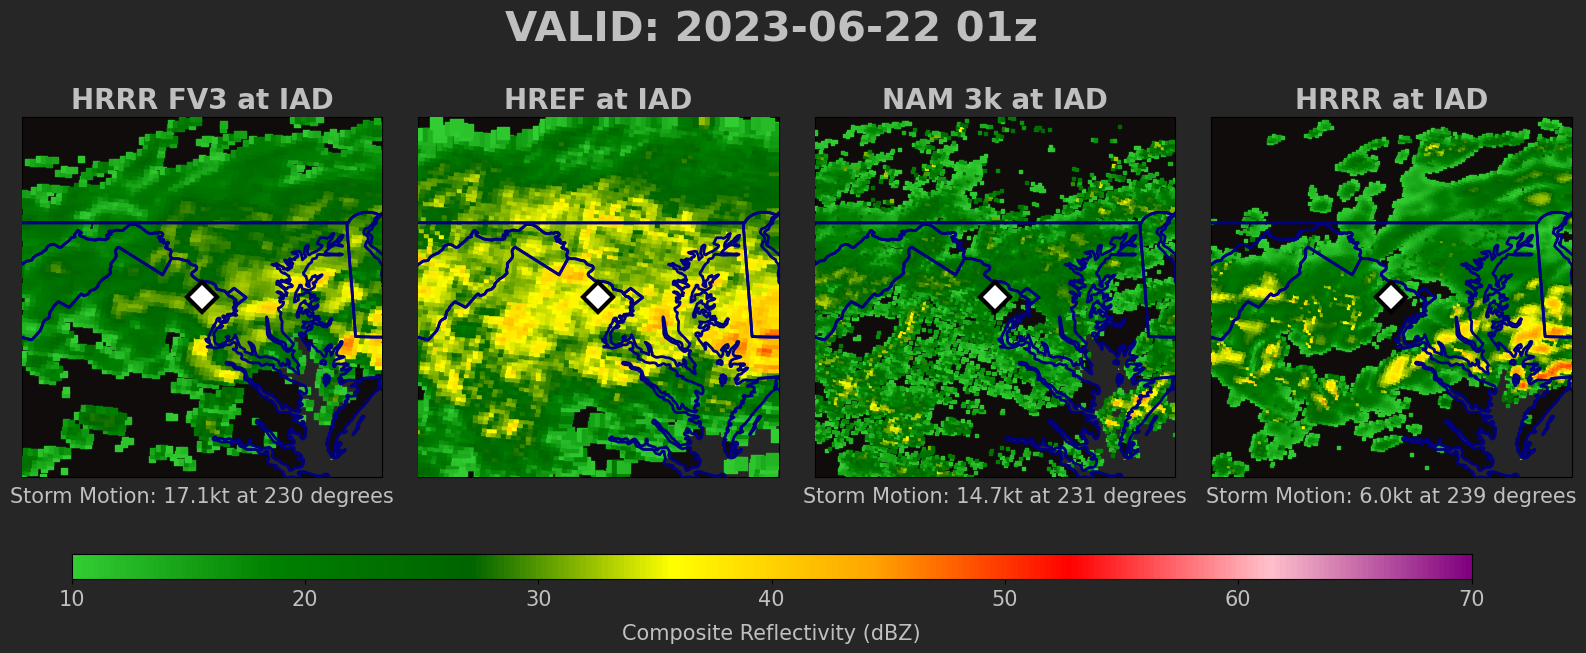 VALID: 2023-06-22 01z
HRRR FV3 at IAD
HREF at IAD
NAM 3k at IAD
HRRR at IAD
Storm Motion: 17.1kt at 230 degrees
Storm Motion: 14.7kt at 231 degrees
Storm Motion: 6.0kt at 239 degrees
10 20 30 40 50 60 70
Composite Reflectivity (dBZ)